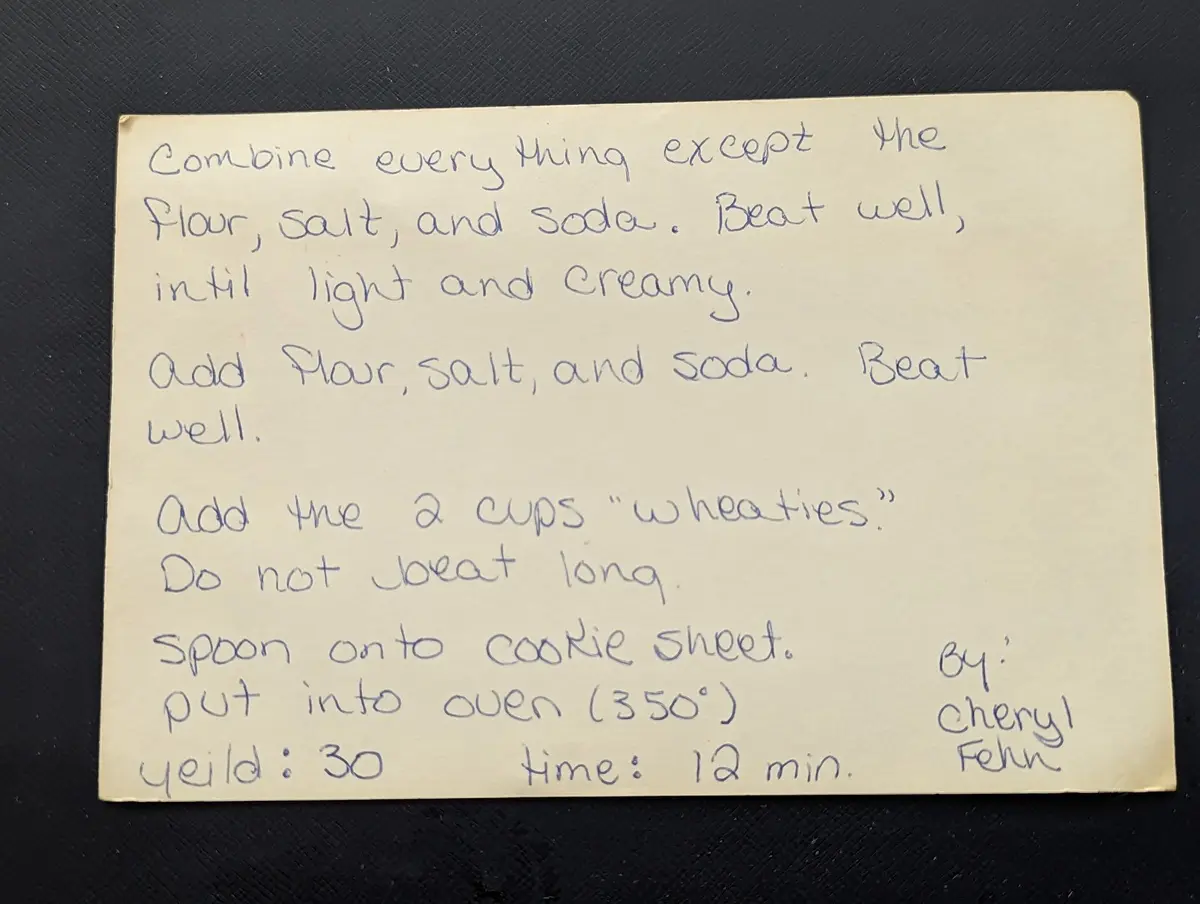 Combine every thing except the
flour, salt, and soda. Beat well,
intil light and creamy.
Add flour, salt, and soda. Beat
well.
Add the 2 cups "wheaties."
Do not beat long.
spoon onto cookie sheet.
put into oven (350°)
By:
Cheryl
Fehn
yeild: 30 time: 12 min.